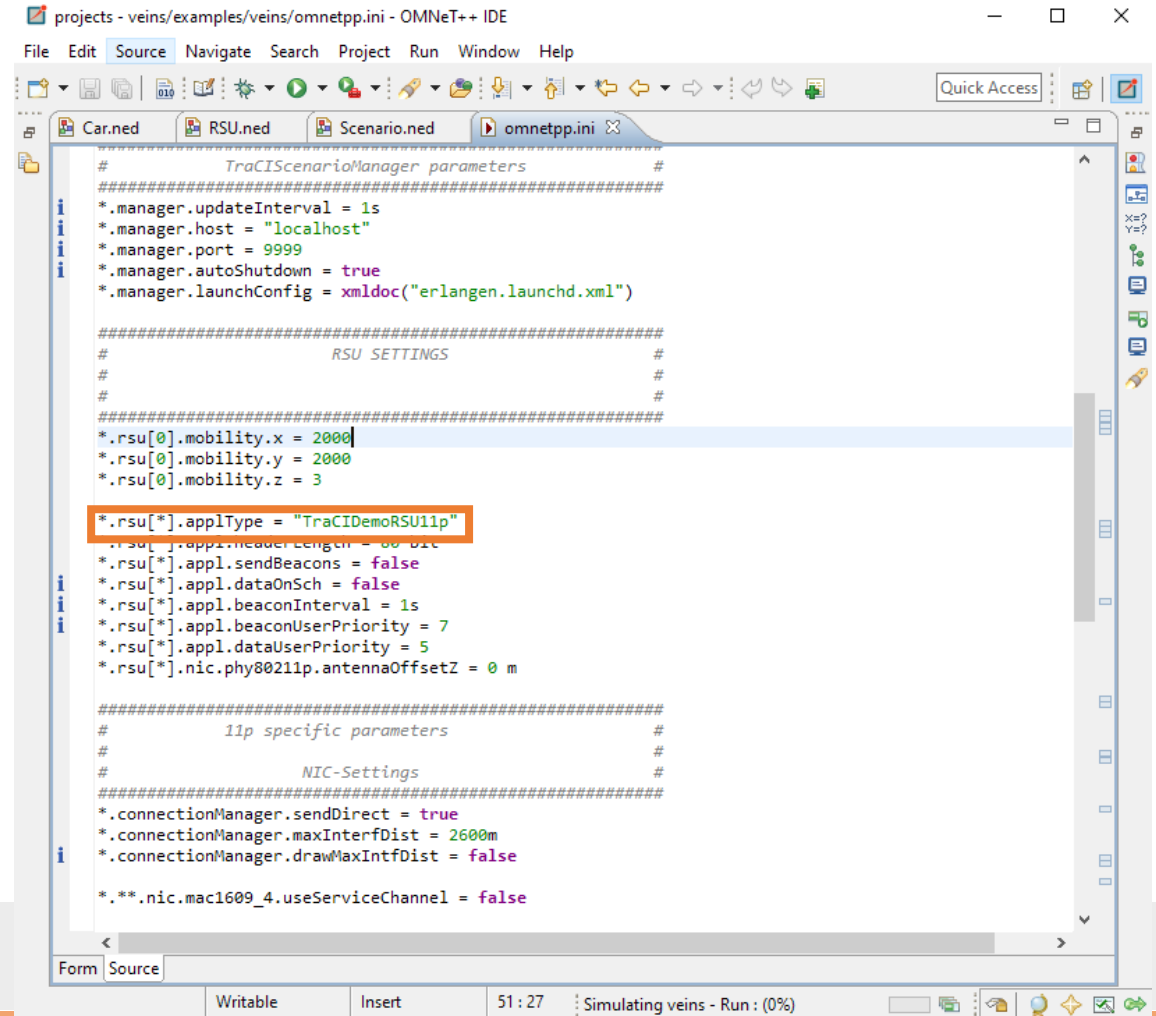 projects - veins/examples/veins/omnetpp.ini - OMNeT++ IDE
File Edit Source Navigate Search Project Run Window Help
Quick Access
Car.ned RSU.ned Scenario.ned omnetpp.ini
##########################################################
# TraCIScenarioManager parameters #
##########################################################
*.manager.updateInterval = 1s
*.manager.host = "localhost"
*.manager.port = 9999
*.manager.autoShutdown = true
*.manager.launchConfig = xmldoc("erlangen.launchd.xml")
##########################################################
# RSU SETTINGS #
# #
# #
##########################################################
*.rsu[0].mobility.x = 2000
*.rsu[0].mobility.y = 2000
*.rsu[0].mobility.z = 3
*.rsu[*].applType = "TraCIDemoRSU11p"
*.rsu[*].appl.headerLength = 80 bit
*.rsu[*].appl.sendBeacons = false
*.rsu[*].appl.dataOnSch = false
*.rsu[*].appl.beaconInterval = 1s
*.rsu[*].appl.beaconUserPriority = 7
*.rsu[*].appl.dataUserPriority = 5
*.rsu[*].nic.phy80211p.antennaOffsetZ = 0 m
##########################################################
# 11p specific parameters #
# #
# NIC-Settings #
##########################################################
*.connectionManager.sendDirect = true
*.connectionManager.maxInterfDist = 2600m
*.connectionManager.drawMaxIntfDist = false
*.**.nic.mac1609_4.useServiceChannel = false
Form Source
Writable Insert 51 : 27 Simulating veins - Run : (0%)